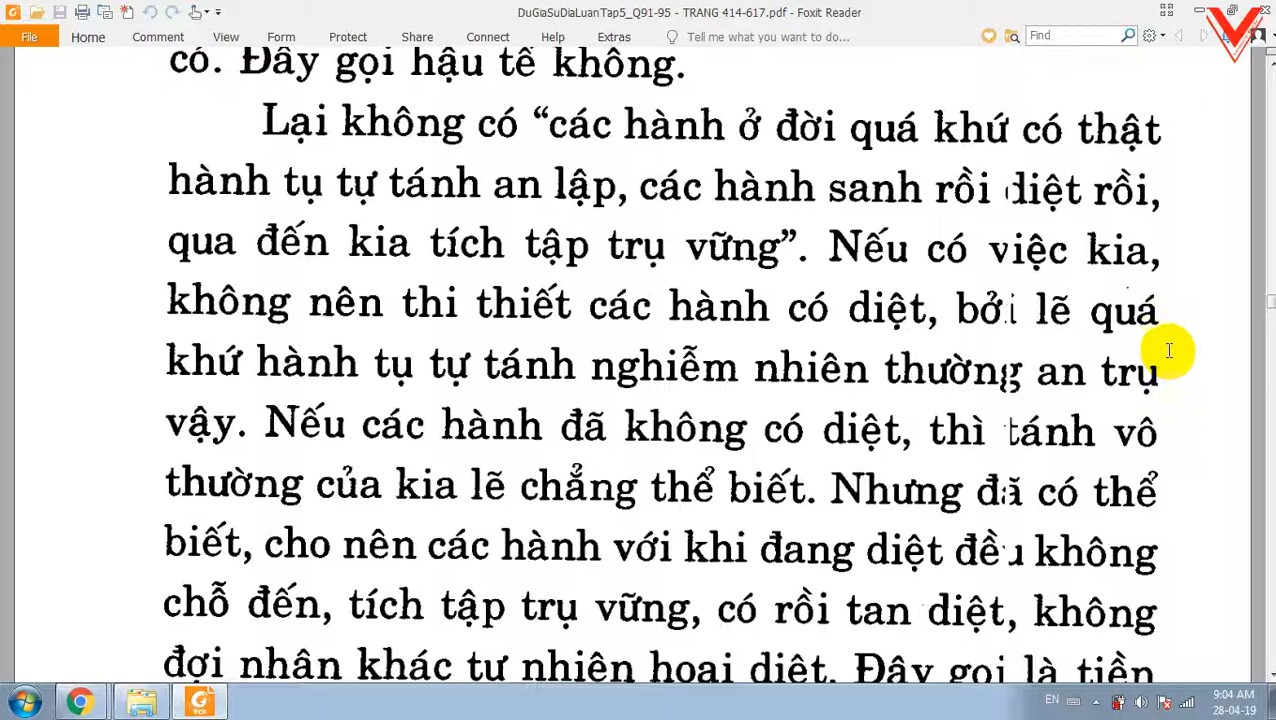 DuGiaSuDiaLuanTap5_Q91-95 - TRANG 414-617.pdf - Foxit Reader
File Home Comment View Form Protect Share Connect Help Extras Tell me what you want to do... Find
có. Đây gọi hậu tế không.
Lại không có “các hành ở đời quá khứ có thật
hành tụ tự tánh an lập, các hành sanh rồi diệt rồi,
qua đến kia tích tập trụ vững”. Nếu có việc kia,
không nên thi thiết các hành có diệt, bởi lẽ quá
khứ hành tụ tự tánh nghiễm nhiên thường an trụ
vậy. Nếu các hành đã không có diệt, thì tánh vô
thường của kia lẽ chẳng thể biết. Nhưng đã có thể
biết, cho nên các hành với khi đang diệt đều không
chỗ đến, tích tập trụ vững, có rồi tan diệt, không
đợi nhân khác tự nhiên hoại diệt. Đây gọi là tiền
EN
9:04 AM
28-04-19